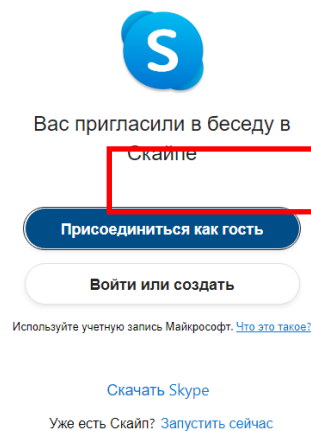 S
Вас пригласили в беседу в
Скайпе
Присоединиться как гость
Войти или создать
Используйте учетную запись Майкрософт. Что это такое?
Скачать Skype
Уже есть Скайп? Запустить сейчас